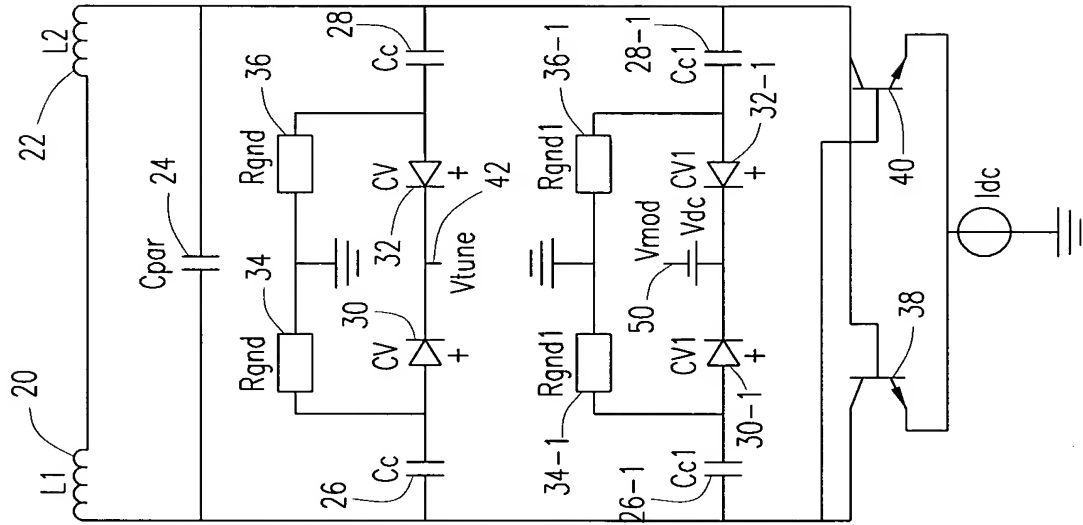 20
L1
22
L2
Cpar
24
34
Rgnd
Rgnd
36
26
Cc
30
CV
+
32
CV
+
Cc
28
Vtune
42
34-1
Rgnd1
Rgnd1
36-1
26-1
Cc1
30-1
CV1
+
50
Vmod
Vdc
CV1
+
32-1
Cc1
28-1
38
40
Idc